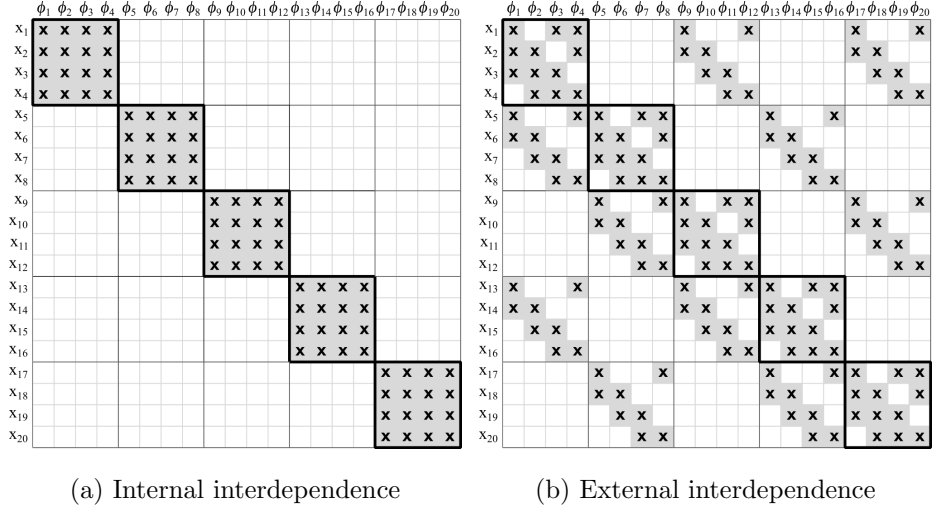 ϕ1 ϕ2 ϕ3 ϕ4 ϕ5 ϕ6 ϕ7 ϕ8 ϕ9 ϕ10 ϕ11 ϕ12 ϕ13 ϕ14 ϕ15 ϕ16 ϕ17 ϕ18 ϕ19 ϕ20
x1 x x x x
x2 x x x x
x3 x x x x
x4 x x x x
x5 x x x x
x6 x x x x
x7 x x x x
x8 x x x x
x9 x x x x
x10 x x x x
x11 x x x x
x12 x x x x
x13 x x x x
x14 x x x x
x15 x x x x
x16 x x x x
x17 x x x x
x18 x x x x
x19 x x x x
x20 x x x x
(a) Internal interdependence
ϕ1 ϕ2 ϕ3 ϕ4 ϕ5 ϕ6 ϕ7 ϕ8 ϕ9 ϕ10 ϕ11 ϕ12 ϕ13 ϕ14 ϕ15 ϕ16 ϕ17 ϕ18 ϕ19 ϕ20
x1 x x x x x x x
x2 x x x x x x x
x3 x x x x x x x
x4 x x x x x x x
x5 x x x x x x x
x6 x x x x x x x
x7 x x x x x x x
x8 x x x x x x x
x9 x x x x x x x
x10 x x x x x x x
x11 x x x x x x x
x12 x x x x x x x
x13 x x x x x x x
x14 x x x x x x x
x15 x x x x x x x
x16 x x x x x x x
x17 x x x x x x x
x18 x x x x x x x
x19 x x x x x x x
x20 x x x x x x x
(b) External interdependence